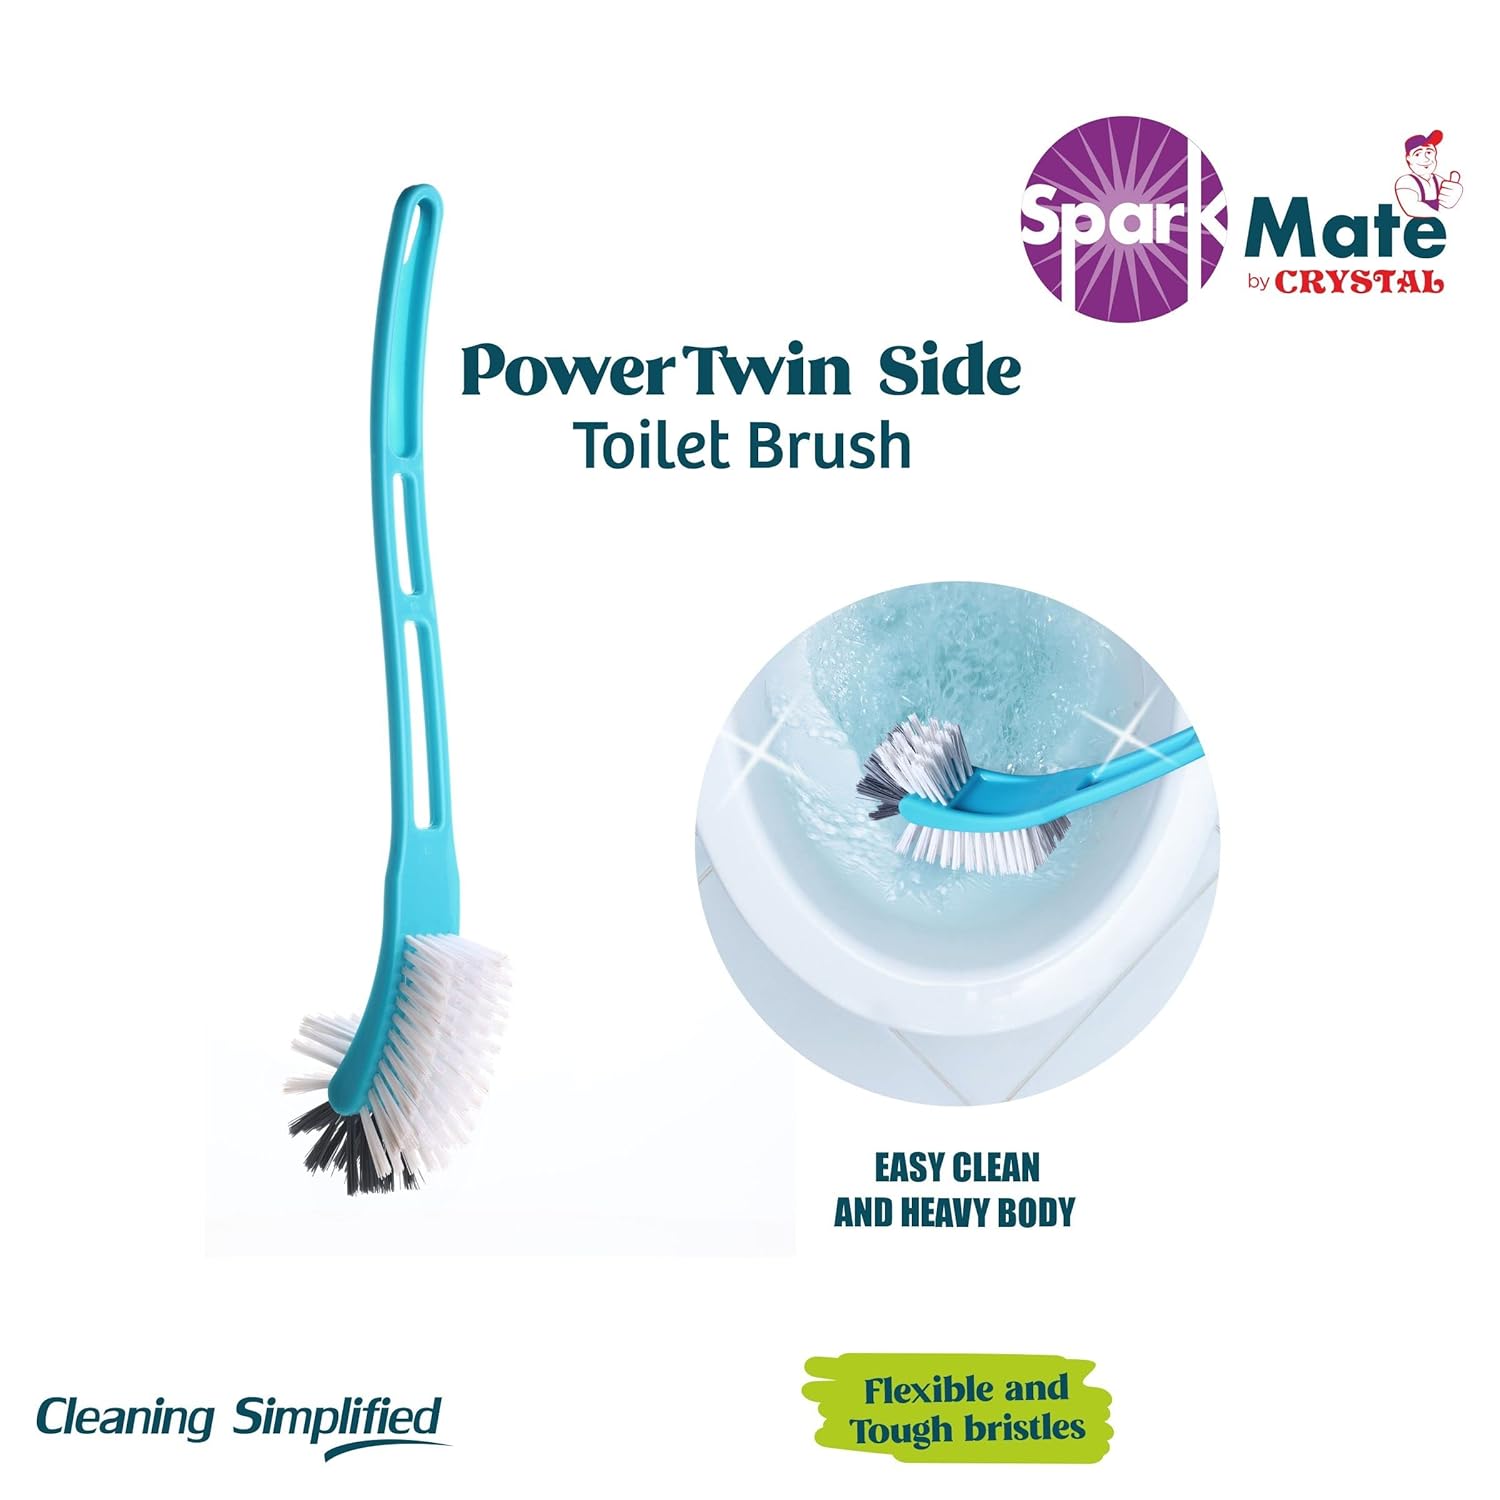 Spark Mate
by CRYSTAL
Power Twin Side
Toilet Brush
EASY CLEAN
AND HEAVY BODY
Cleaning Simplified
Flexible and
Tough bristles